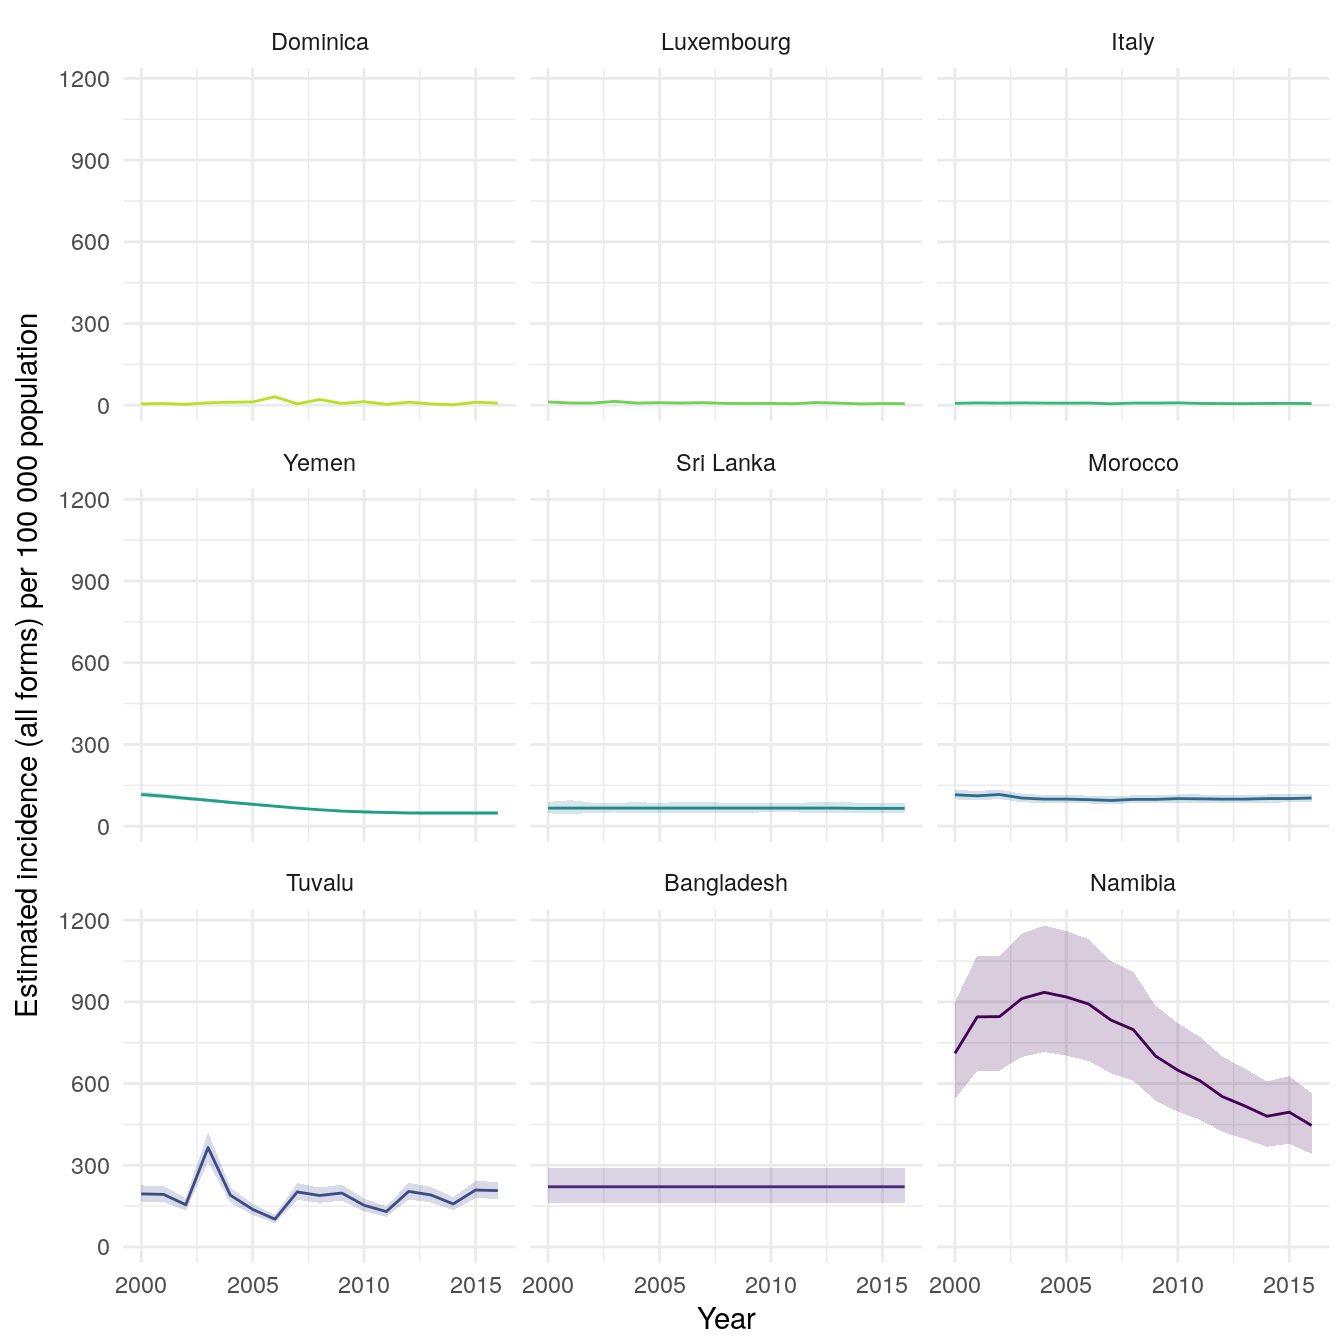 Dominica
Luxembourg
Italy
1200
900
600
300
0
Yemen
Sri Lanka
Morocco
1200
900
600
300
0
Tuvalu
Bangladesh
Namibia
1200
900
600
300
0
2000 2005 2010 2015
2000 2005 2010 2015
2000 2005 2010 2015
Year
Estimated incidence (all forms) per 100 000 population